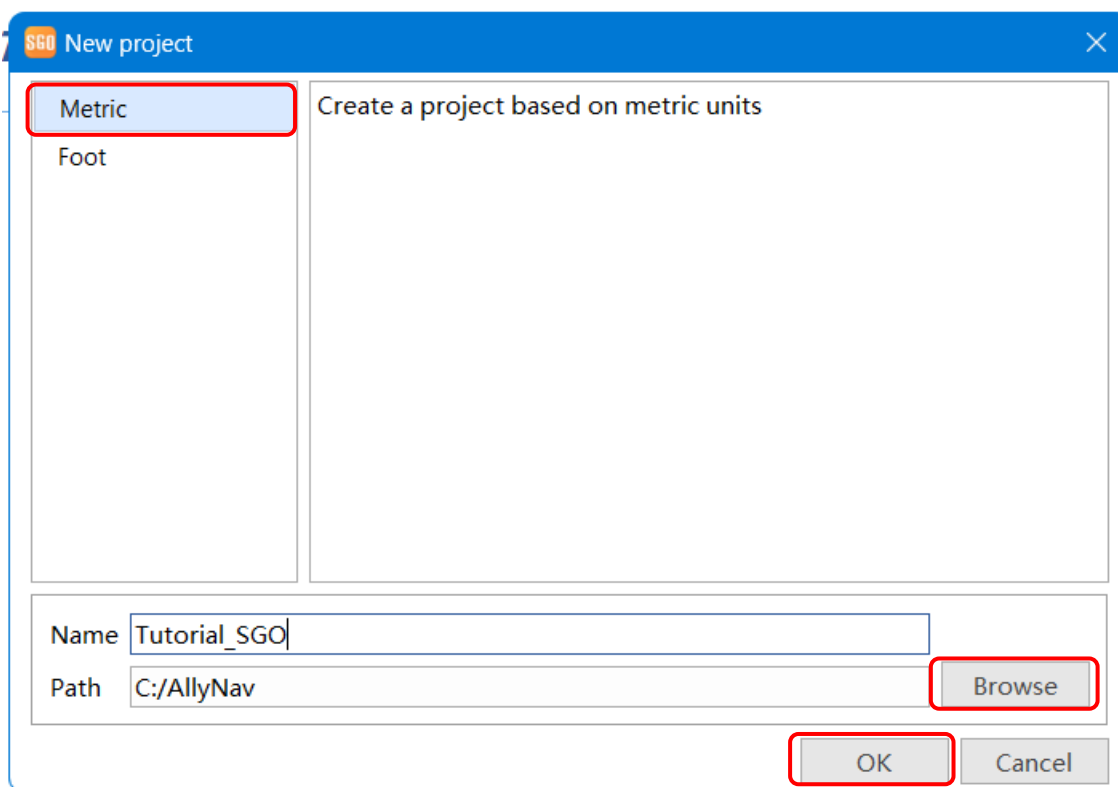 SGO New project
Metric
Create a project based on metric units
Foot
Name Tutorial_SGO
Path C:/AllyNav Browse
OK Cancel